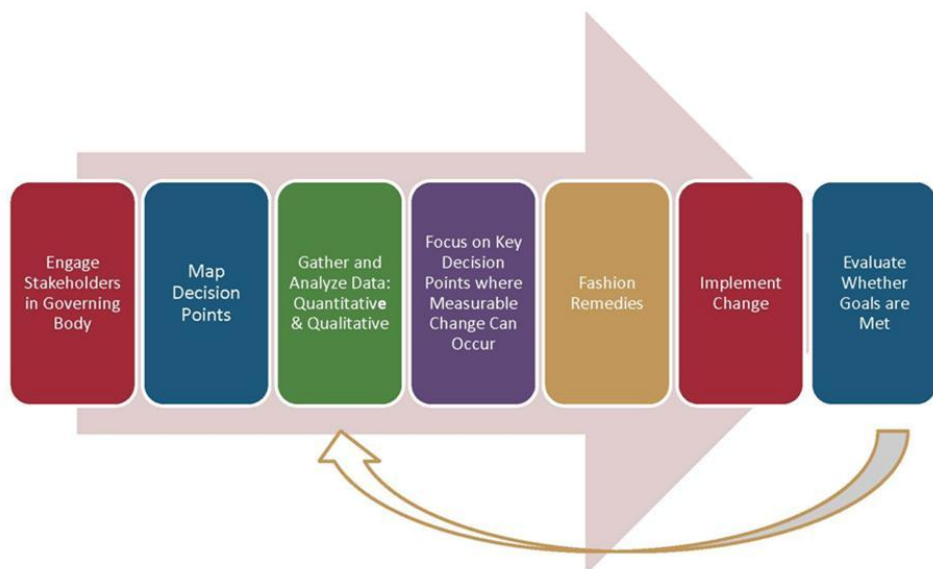 Engage
Stakeholders
in Governing
Body
Map
Decision
Points
Gather and
Analyze Data:
Quantitative
& Qualitative
Focus on Key
Decision
Points where
Measurable
Change Can
Occur
Fashion
Remedies
Implement
Change
Evaluate
Whether
Goals are
Met